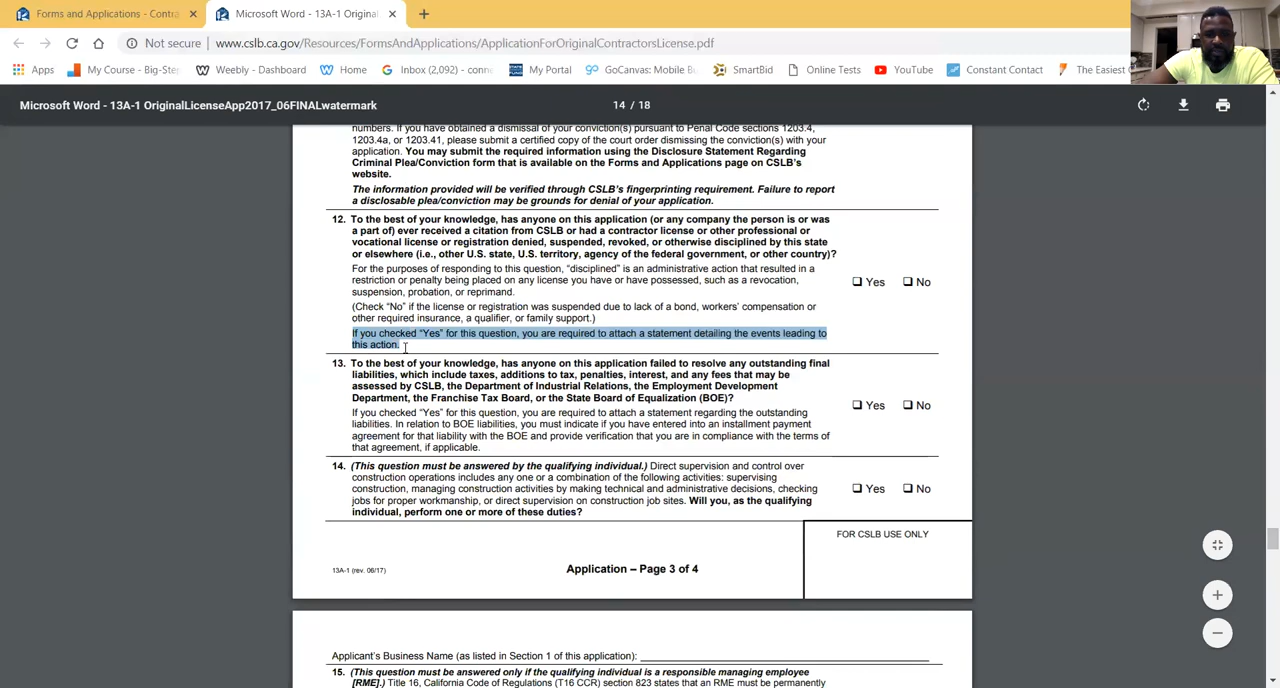 Forms and Applications - Contra
Microsoft Word - 13A-1 Original
Not secure | www.cslb.ca.gov/Resources/FormsAndApplications/ApplicationForOriginalContractorsLicense.pdf
Apps My Course - Big-Ste Weebly - Dashboard Home Inbox (2,092) - conne My Portal GoCanvas: Mobile Bu SmartBid Online Tests YouTube Constant Contact The Easiest
Microsoft Word - 13A-1 OriginalLicenseApp2017_06FINALwatermark
14 / 18
numbers. If you have obtained a dismissal of your conviction(s) pursuant to Penal Code sections 1203.4,
1203.4a, or 1203.41, please submit a certified copy of the court order dismissing the conviction(s) with your
application. You may submit the required information using the Disclosure Statement Regarding
Criminal Plea/Conviction form that is available on the Forms and Applications page on CSLB's
website.
The information provided will be verified through CSLB's fingerprinting requirement. Failure to report
a disclosable plea/conviction may be grounds for denial of your application.
12. To the best of your knowledge, has anyone on this application (or any company the person is or was
a part of) ever received a citation from CSLB or had a contractor license or other professional or
vocational license or registration denied, suspended, revoked, or otherwise disciplined by this state
or elsewhere (i.e., other U.S. state, U.S. territory, agency of the federal government, or other country)?
For the purposes of responding to this question, “disciplined” is an administrative action that resulted in a
restriction or penalty being placed on any license you have or have possessed, such as a revocation,
suspension, probation, or reprimand.
Yes No
(Check “No” if the license or registration was suspended due to lack of a bond, workers' compensation or
other required insurance, a qualifier, or family support.)
If you checked “Yes” for this question, you are required to attach a statement detailing the events leading to
this action.
13. To the best of your knowledge, has anyone on this application failed to resolve any outstanding final
liabilities, which include taxes, additions to tax, penalties, interest, and any fees that may be
assessed by CSLB, the Department of Industrial Relations, the Employment Development
Department, the Franchise Tax Board, or the State Board of Equalization (BOE)?
Yes No
If you checked “Yes” for this question, you are required to attach a statement regarding the outstanding
liabilities. In relation to BOE liabilities, you must indicate if you have entered into an installment payment
agreement for that liability with the BOE and provide verification that you are in compliance with the terms of
that agreement, if applicable.
14. (This question must be answered by the qualifying individual.) Direct supervision and control over
construction operations includes any one or a combination of the following activities: supervising
construction, managing construction activities by making technical and administrative decisions, checking
jobs for proper workmanship, or direct supervision on construction job sites. Will you, as the qualifying
individual, perform one or more of these duties?
Yes No
FOR CSLB USE ONLY
13A-1 (rev. 06/17)
Application – Page 3 of 4
Applicant's Business Name (as listed in Section 1 of this application):
15. (This question must be answered only if the qualifying individual is a responsible managing employee
[RME].) Title 16, California Code of Regulations (T16 CCR) section 823 states that an RME must be permanently